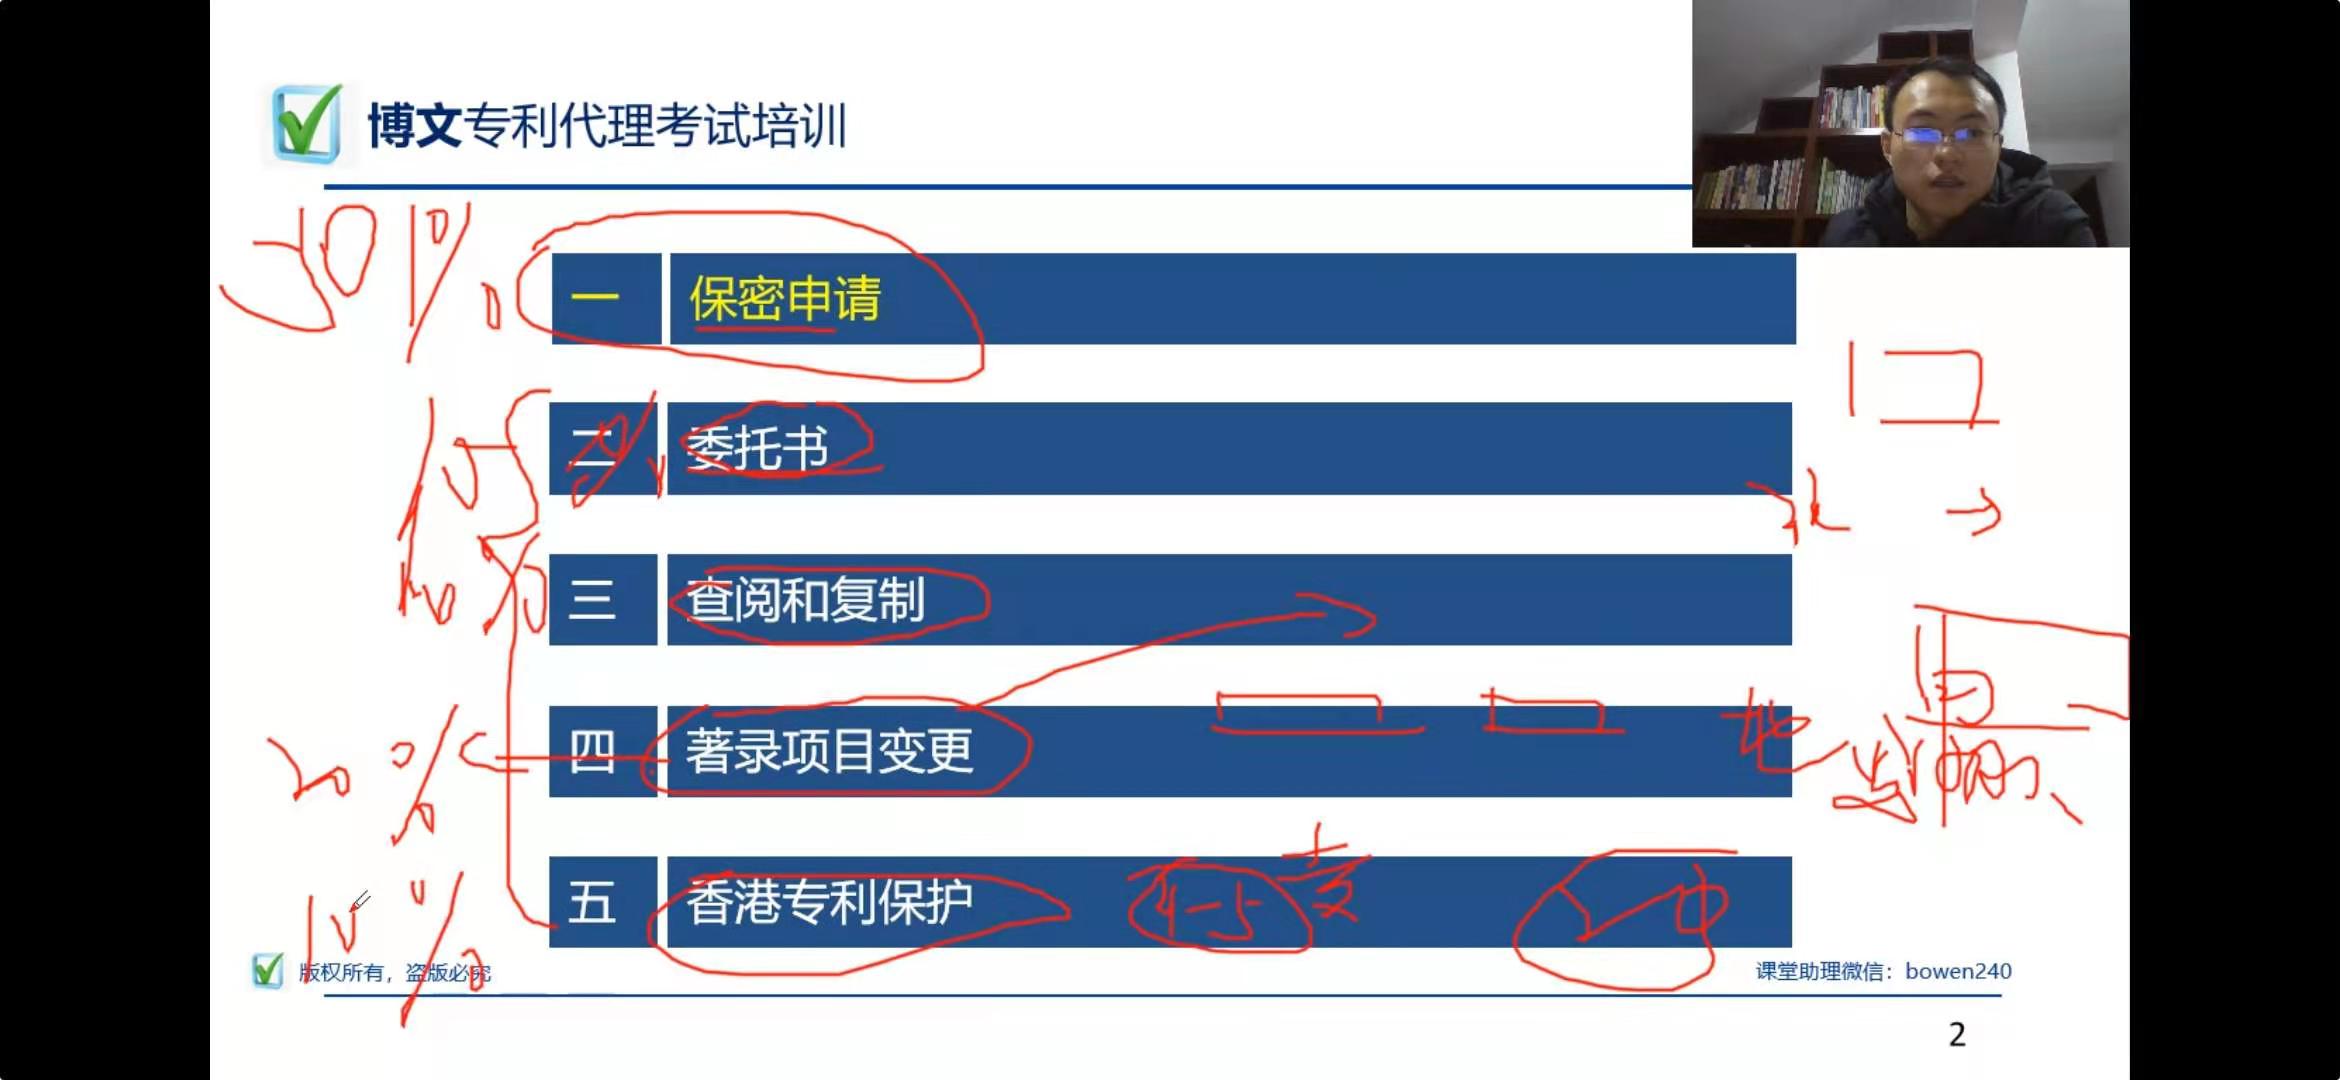 博文专利代理考试培训
50%
一 保密申请
二 委托书
三 查阅和复制
10%
四 著录项目变更
20%
五 香港专利保护
10%
版权所有，盗版必究
课堂助理微信：bowen240
2